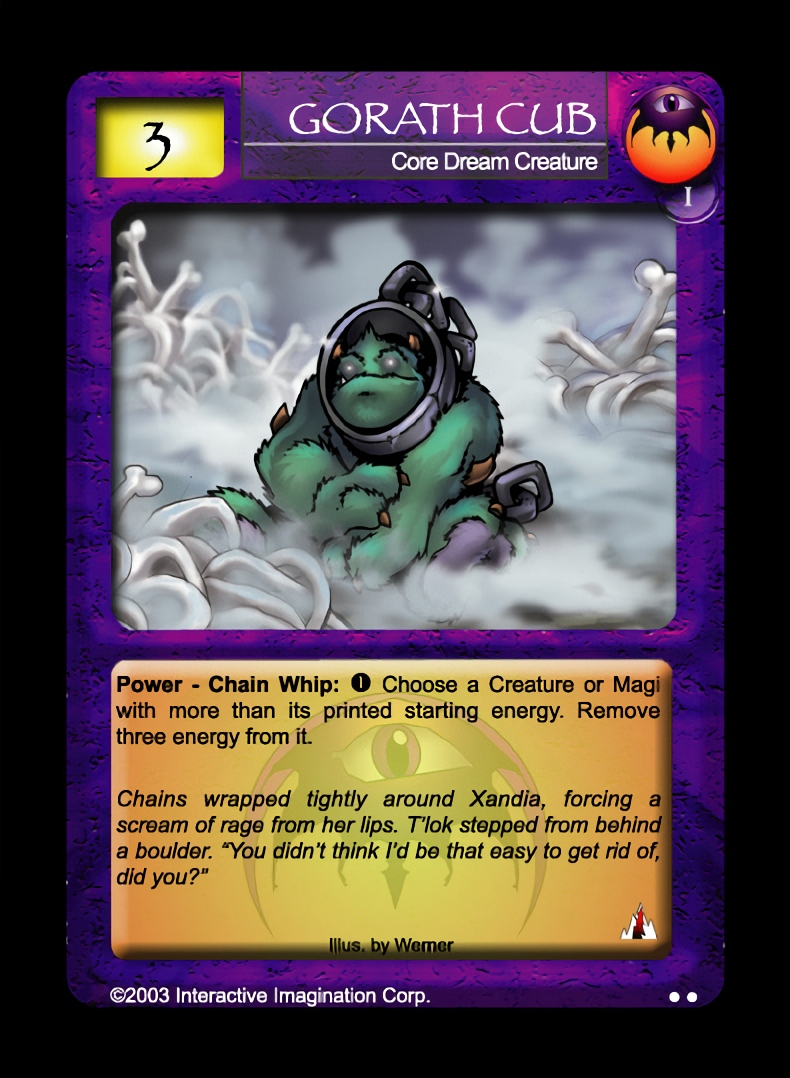 3
GORATH CUB
Core Dream Creature
I
Power - Chain Whip: 1 Choose a Creature or Magi
with more than its printed starting energy. Remove
three energy from it.
Chains wrapped tightly around Xandia, forcing a
scream of rage from her lips. T'lok stepped from behind
a boulder. “You didn't think I'd be that easy to get rid of,
did you?”
Illus. by Werner
©2003 Interactive Imagination Corp.